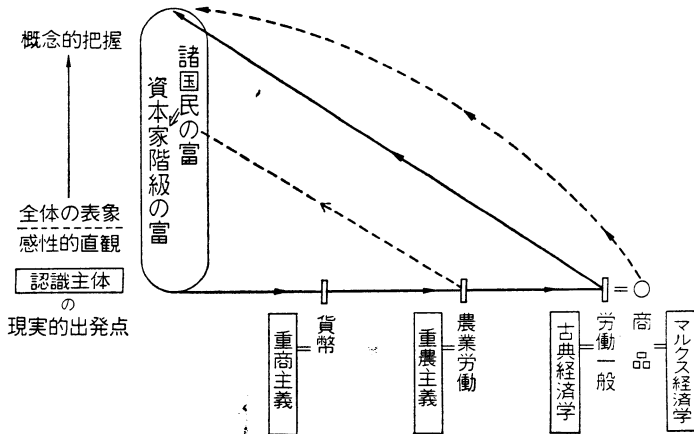 概念的把握
全体の表象
感性的直観
認識主体
の
現実的出発点
諸国民の富
資本家階級の富
貨幣
重商主義
農業労働
重農主義
労働一般
古典経済学
＝
商品
マルクス経済学